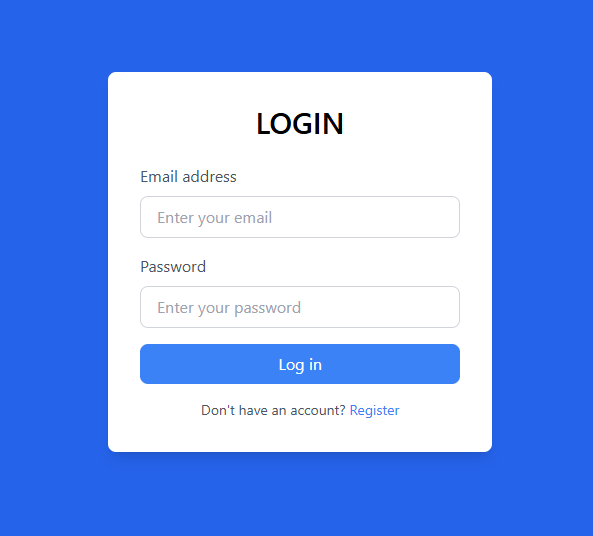 LOGIN
Email address
Enter your email
Password
Enter your password
Log in
Don't have an account? Register